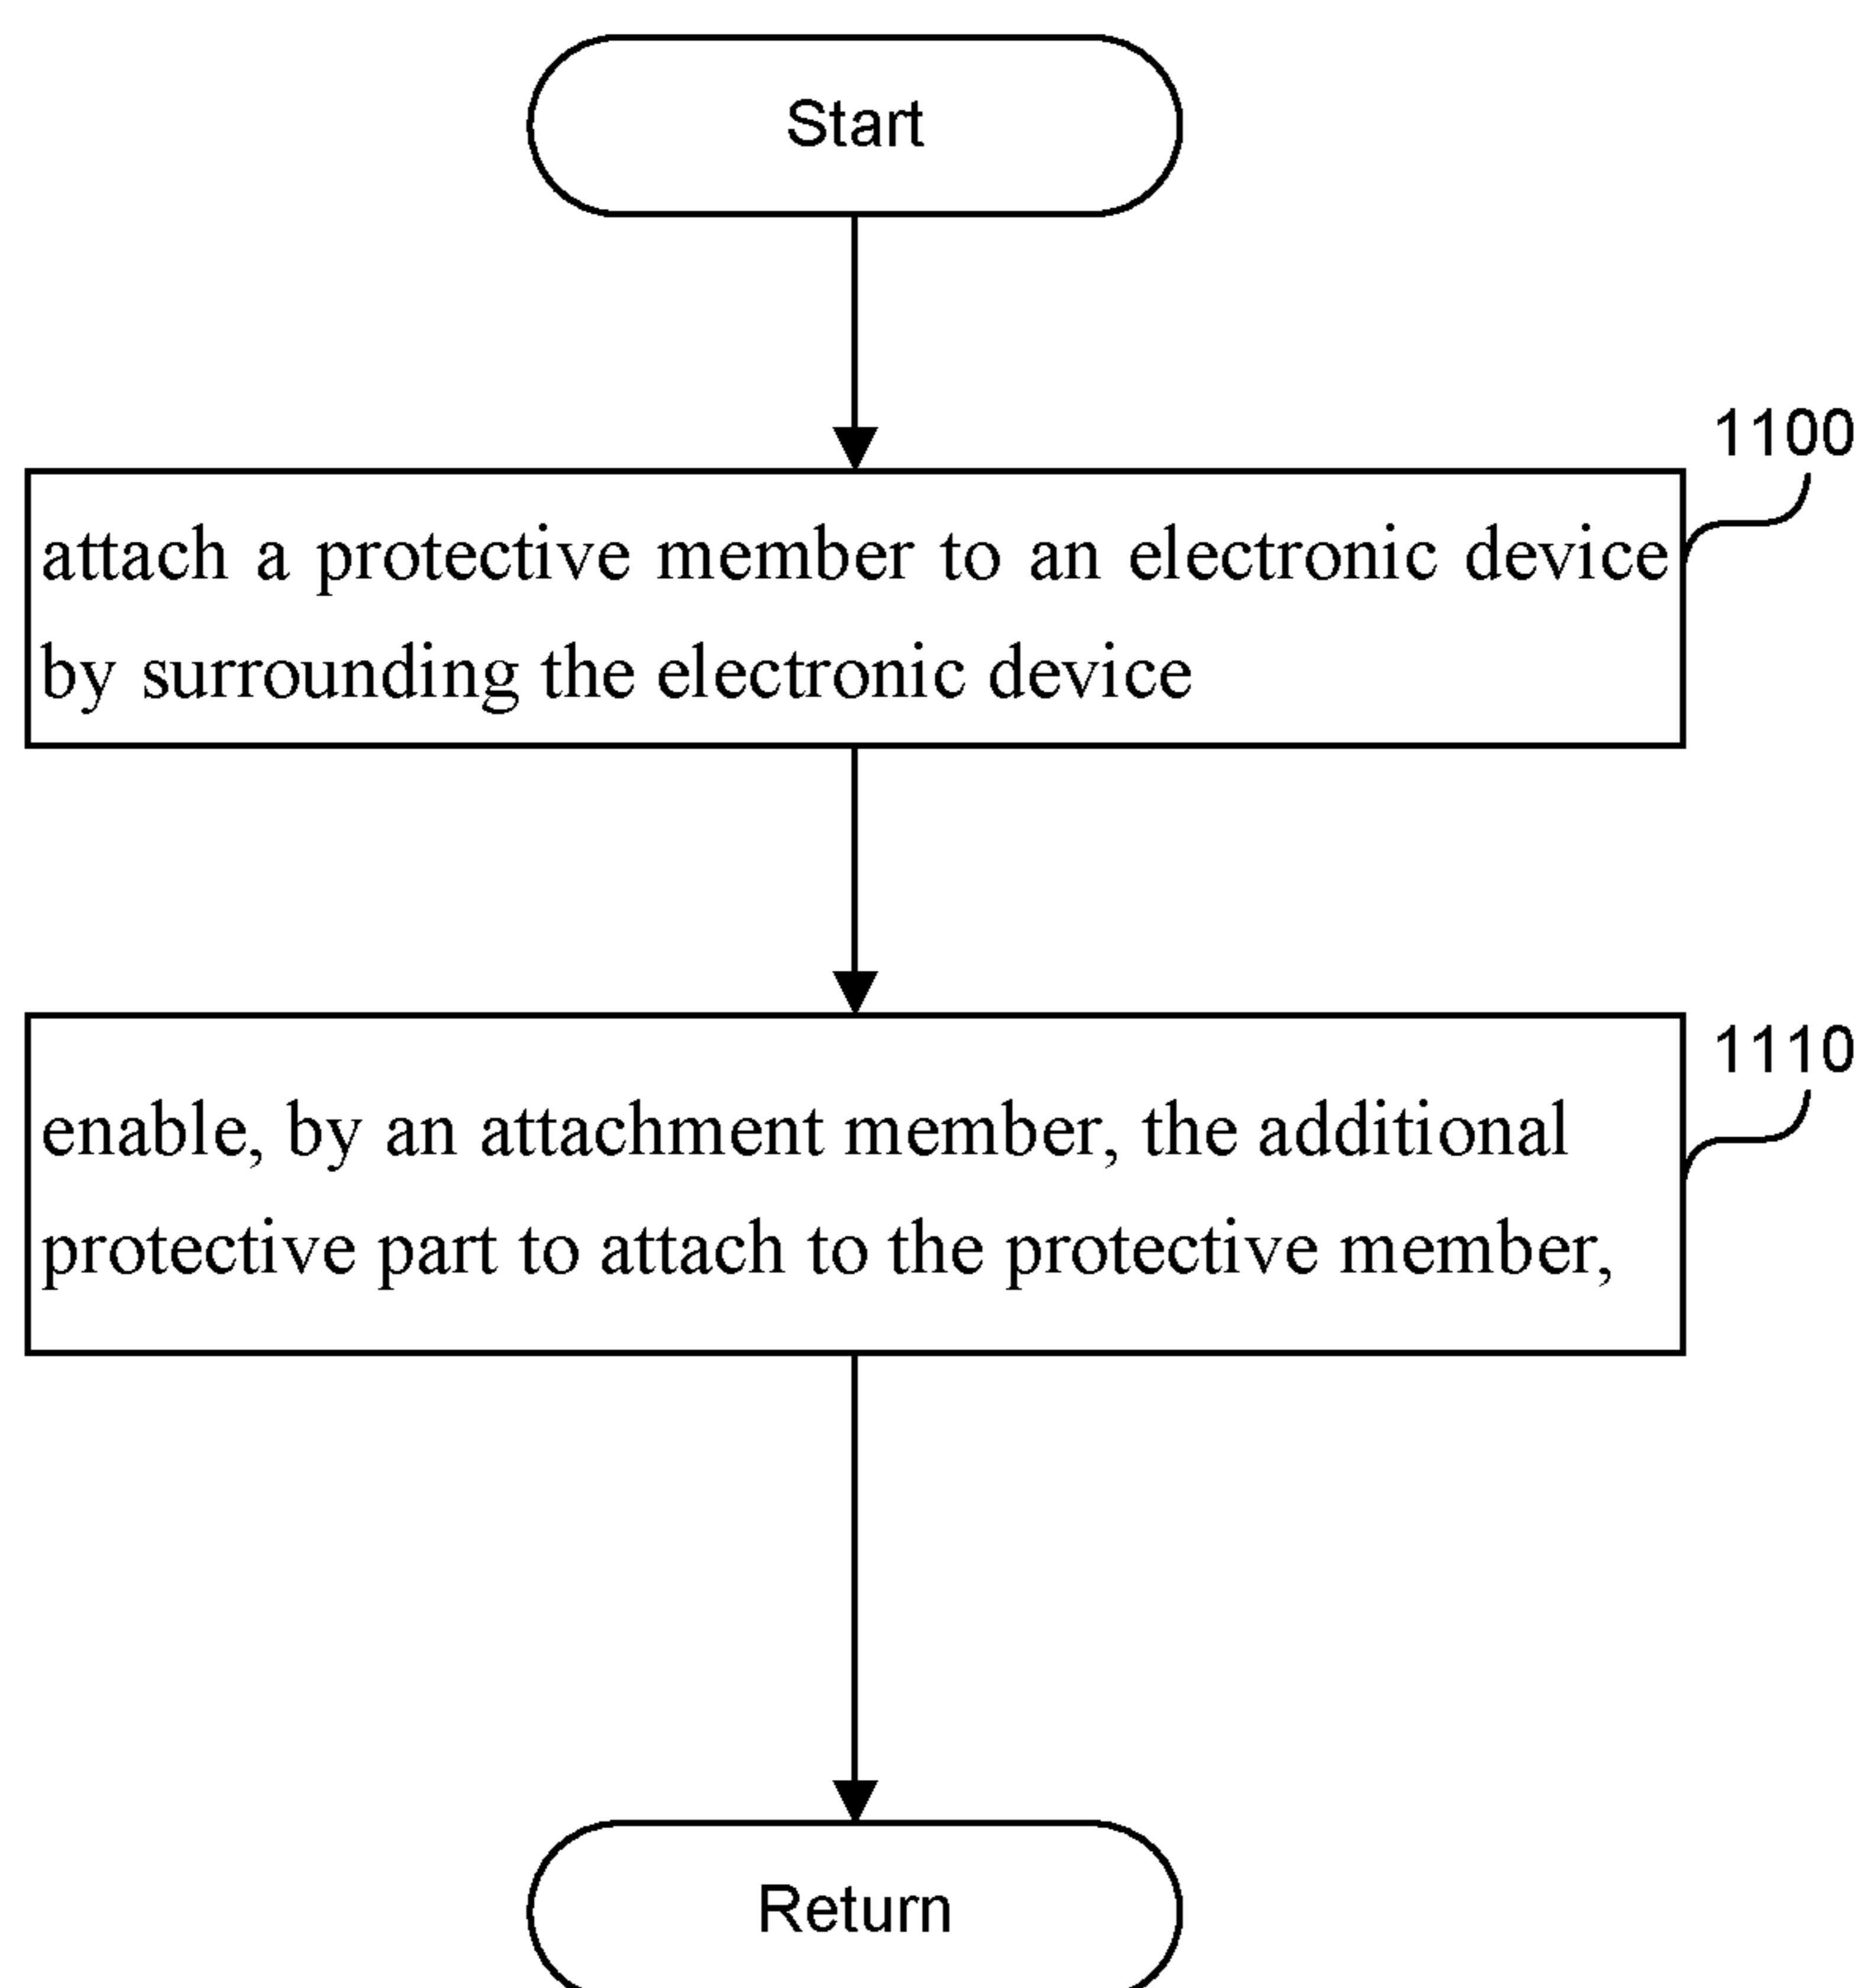 Start
1100
attach a protective member to an electronic device
by surrounding the electronic device
1110
enable, by an attachment member, the additional
protective part to attach to the protective member,
Return